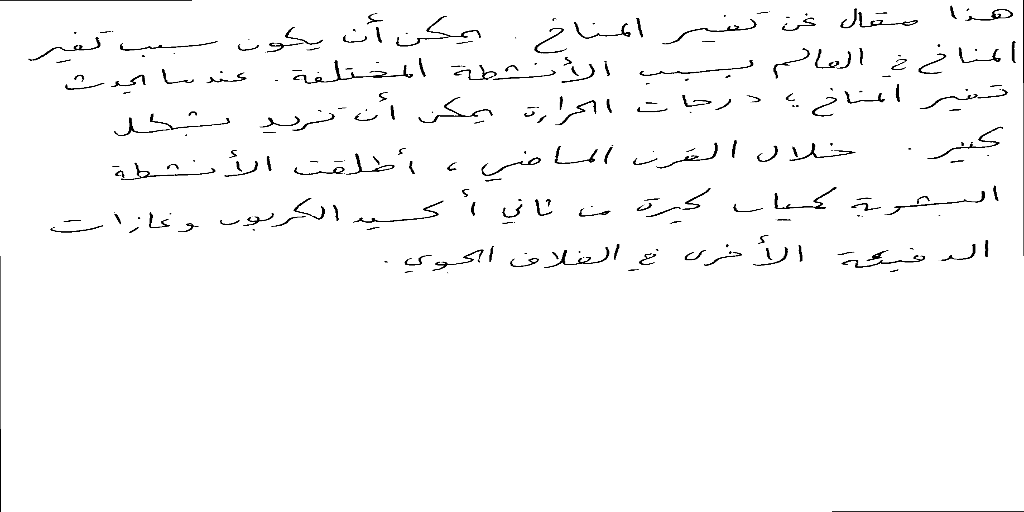 هذا مقال عن تغير المناخ . يمكن أن يكون سبب تغير
المناخ في العالم بسبب الأنشطة المختلفة . عندما يحدث
تغير المناخ ، درجات الحرارة يمكن أن تزيد بشكل
كبير . خلال القرن الماضي ، أطلقت الأنشطة
البشرية كميات كبيرة من ثاني أكسيد الكربون وغازات
الدفيئة الأخرى في الغلاف الجوي .